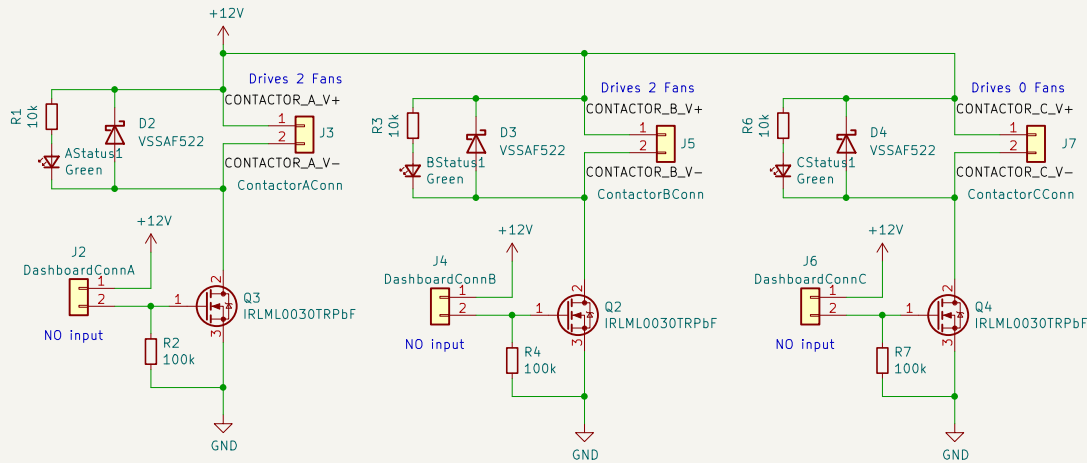 +12V
Drives 2 Fans
Drives 2 Fans
Drives 0 Fans
CONTACTOR_A_V+
CONTACTOR_B_V+
CONTACTOR_C_V+
R1
10k
D2
VSSAF522
1
2
J3
R3
10k
D3
VSSAF522
1
2
J5
R6
10k
D4
VSSAF522
1
2
J7
AStatus1
Green
CONTACTOR_A_V-
ContactorAConn
BStatus1
Green
CONTACTOR_B_V-
ContactorBConn
CStatus1
Green
CONTACTOR_C_V-
ContactorCConn
+12V
J2
DashboardConnA
1
2
1
2
3
Q3
IRLML0030TRPbF
NO input
R2
100k
GND
+12V
J4
DashboardConnB
1
2
1
2
3
Q2
IRLML0030TRPbF
NO input
R4
100k
GND
+12V
J6
DashboardConnC
1
2
1
2
3
Q4
IRLML0030TRPbF
NO input
R7
100k
GND